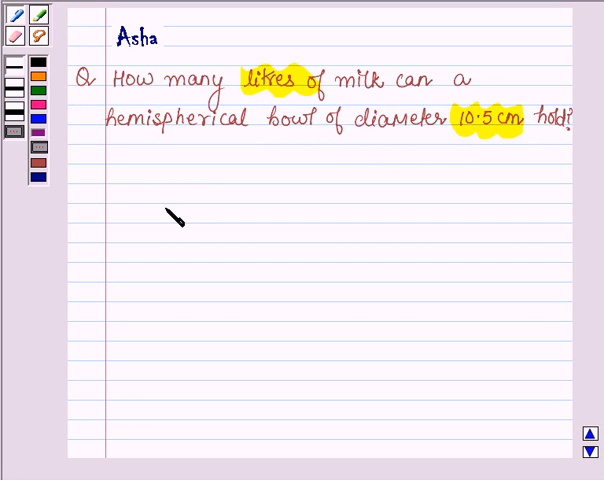 Asha
Q How many litres of milk can a
hemispherical bowl of diameter 10.5 cm hold?